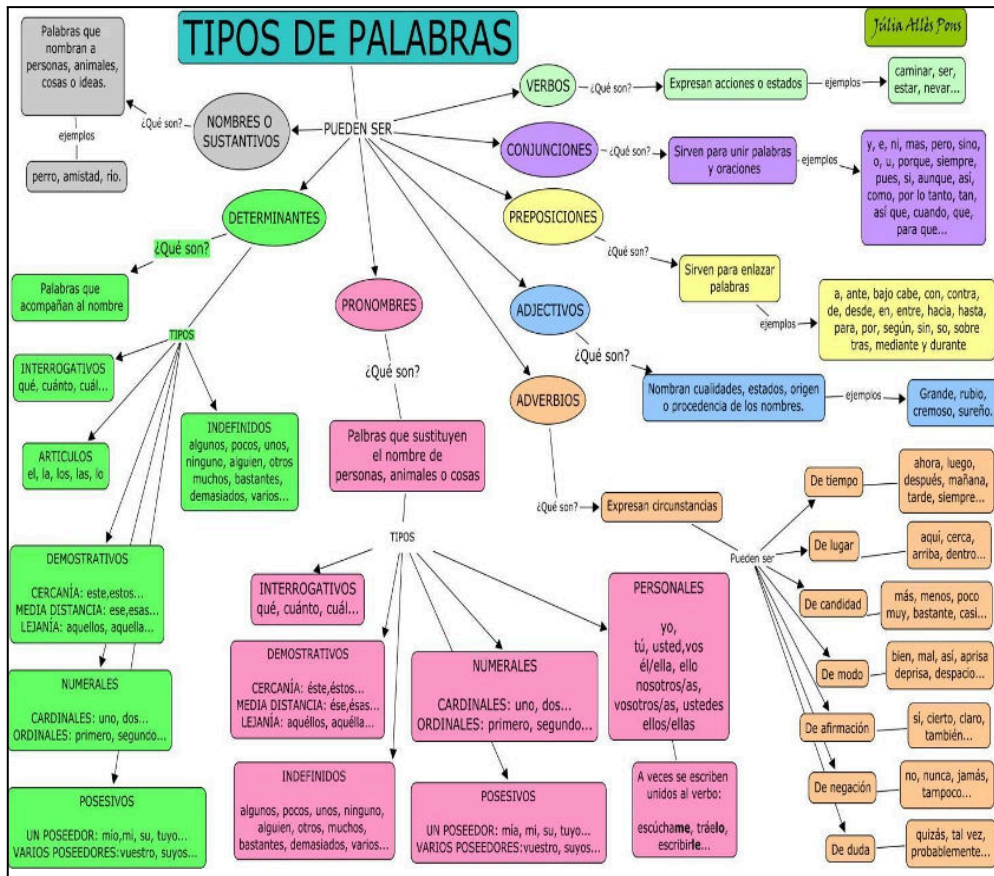 TIPOS DE PALABRAS
Júlia Allès Pons
Palabras que
nombran a
personas, animales,
cosas o ideas.
¿Qué son?
ejemplos
perro, amistad, río.
NOMBRES O
SUSTANTIVOS
PUEDEN SER
VERBOS
¿Qué son?
Expresan acciones o estados
ejemplos
caminar, ser,
estar, nevar...
CONJUNCIONES
¿Qué son?
Sirven para unir palabras
y oraciones
ejemplos
y, e, ni, mas, pero, sino,
o, u, porque, siempre,
pues, si, aunque, asi,
como, por lo tanto, tan,
así que, cuando, que,
para que...
PREPOSICIONES
¿Qué son?
Sirven para enlazar
palabras
ejemplos
a, ante, bajo cabe, con, contra,
de, desde, en, entre, hacia, hasta,
para, por, según, sin, so, sobre
tras, mediante y durante
ADJECTIVOS
¿Qué son?
Nombran cualidades, estados, origen
o procedencia de los nombres.
ejemplos
Grande, rubio,
cremoso, sureño.
DETERMINANTES
¿Qué son?
Palabras que
acompañan al nombre
TIPOS
INTERROGATIVOS
qué, cuánto, cuál...
ARTICULOS
el, la, los, las, lo
INDEFINIDOS
algunos, pocos, unos,
ninguno, alguien, otros
muchos, bastantes,
demasiados, varios...
DEMOSTRATIVOS
CERCANÍA: este,estos...
MEDIA DISTANCIA: ese,esas...
LEJANÍA: aquellos, aquella...
NUMERALES
CARDINALES: uno, dos...
ORDINALES: primero, segundo...
POSESIVOS
UN POSEEDOR: mío,mi, su, tuyo...
VARIOS POSEEDORES:vuestro, suyos...
PRONOMBRES
¿Qué son?
Palbras que sustituyen
el nombre de
personas, animales o cosas
TIPOS
INTERROGATIVOS
qué, cuánto, cuál...
DEMOSTRATIVOS
CERCANÍA: éste,éstos...
MEDIA DISTANCIA: ése,ésas...
LEJANÍA: aquéllos, aquélla...
INDEFINIDOS
algunos, pocos, unos, ninguno,
alguien, otros, muchos,
bastantes, demasiados, varios...
NUMERALES
CARDINALES: uno, dos...
ORDINALES: primero, segundo...
POSESIVOS
UN POSEEDOR: mía, mi, su, tuyo...
VARIOS POSEEDORES:vuestro, suyos...
PERSONALES
yo,
tú, usted,vos
él/ella, ello
nosotros/as,
vosotros/as, ustedes
ellos/ellas
A veces se escriben
unidos al verbo:
escúchame, tráelo,
escribirle...
ADVERBIOS
¿Qué son?
Expresan circunstancias
Pueden ser
De tiempo
ahora, luego,
después, mañana,
tarde, siempre...
De lugar
aquí, cerca,
arriba, dentro...
De candidad
más, menos, poco
muy, bastante, casi...
De modo
bien, mal, así, aprisa
deprisa, despacio...
De afirmación
sí, cierto, claro,
también...
De negación
no, nunca, jamás,
tampoco...
De duda
quizás, tal vez,
probablemente...